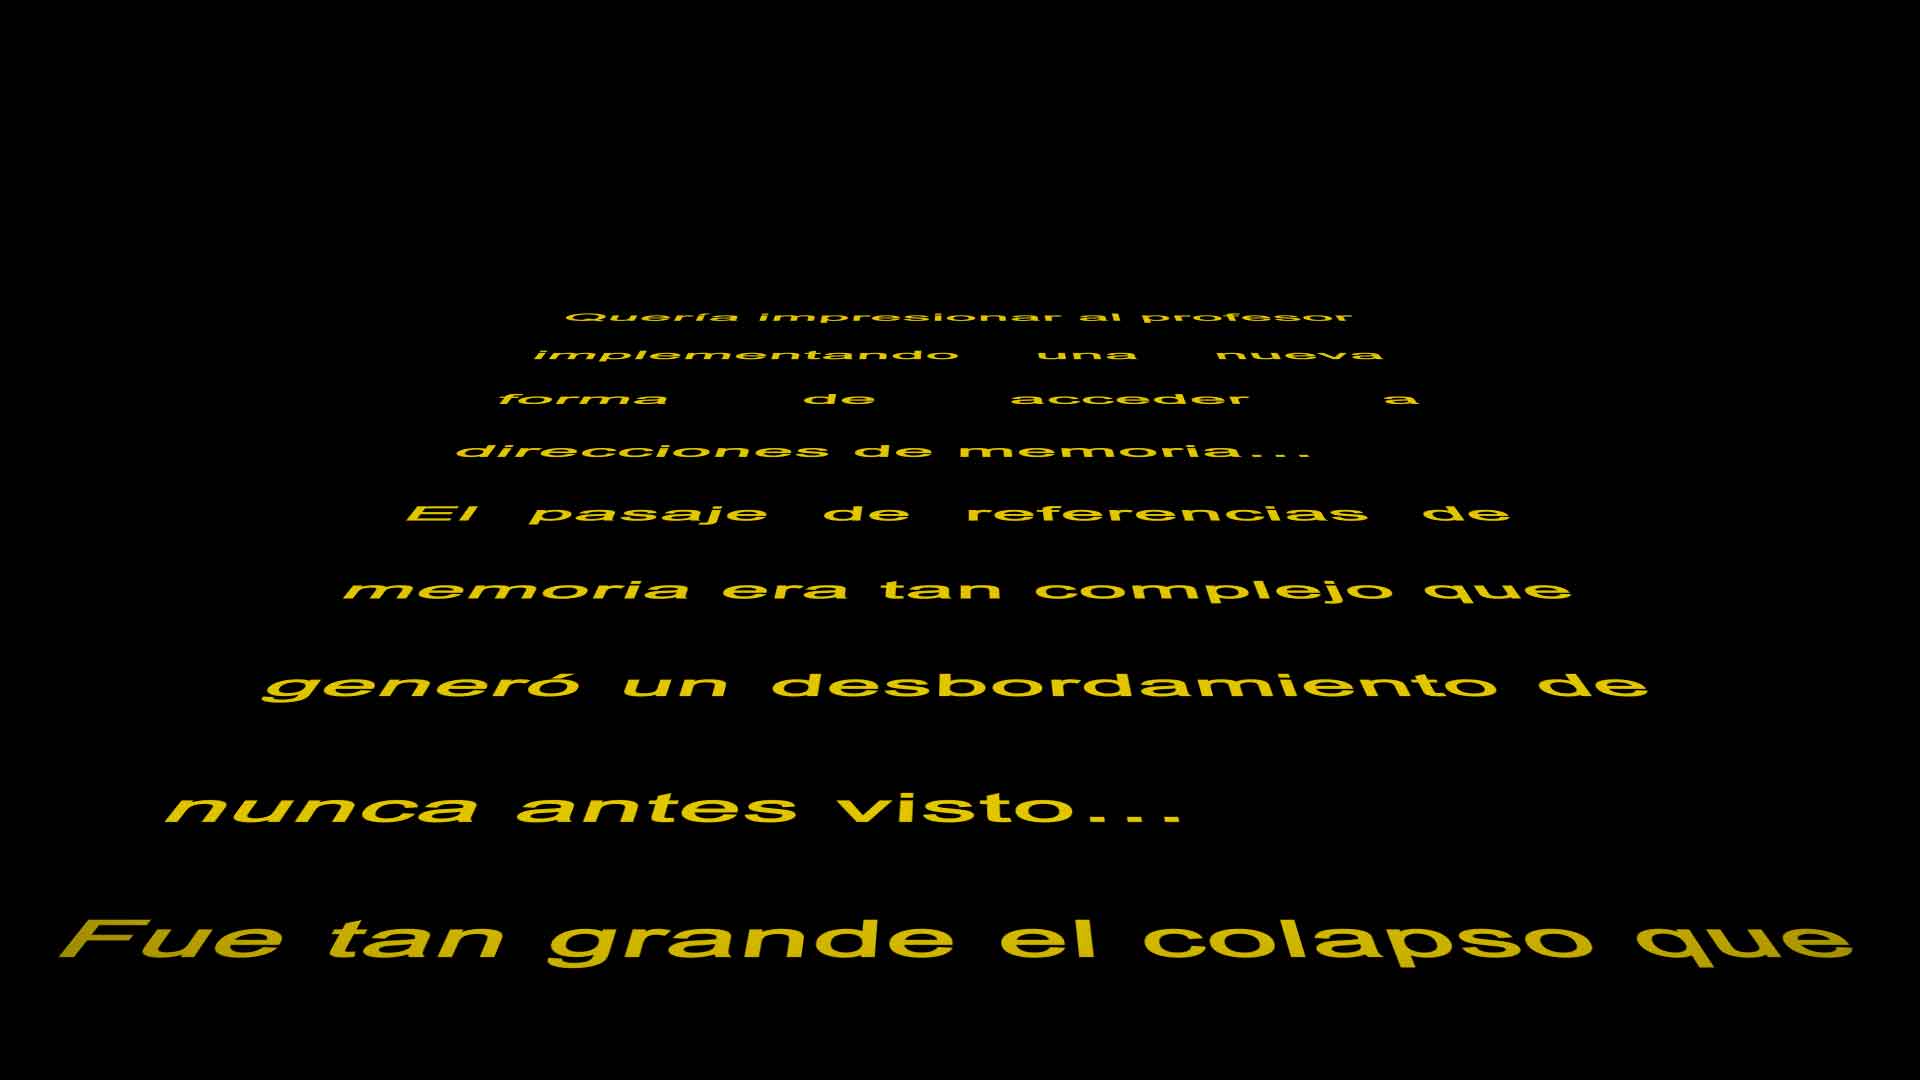 Quería impresionar al profesor
implementando una nueva
forma de acceder a
direcciones de memoria...
El pasaje de referencias de
memoria era tan complejo que
generó un desbordamiento de
nunca antes visto...
Fue tan grande el colapso que